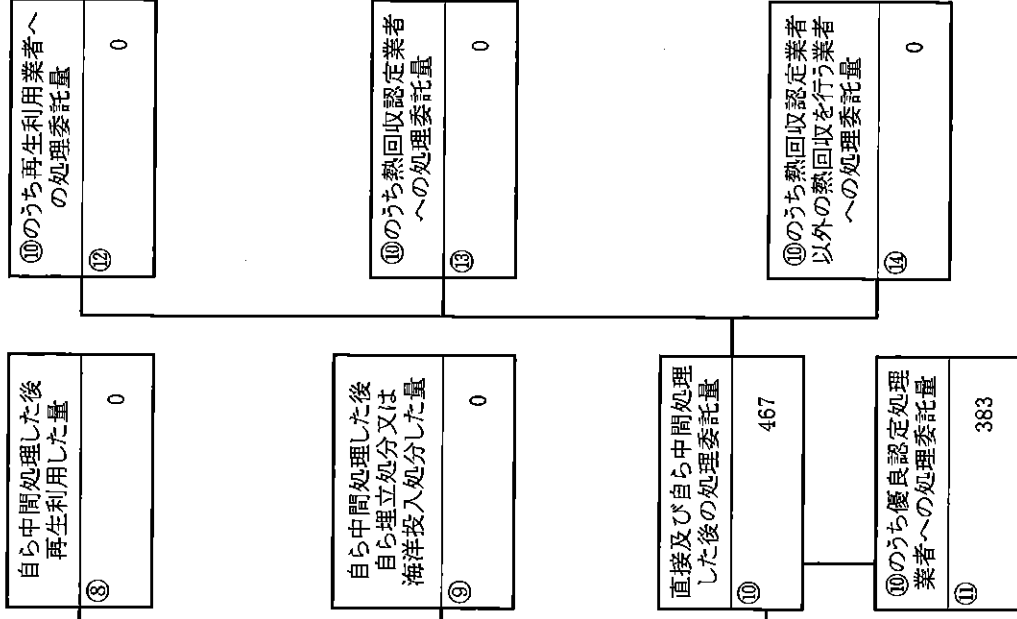 自ら中間処理した後
再生利用した量
⑧
0
自ら中間処理した後
自ら埋立処分又は
海洋投入処分した量
⑨
0
直接及び自ら中間処理
した後の処理委託量
⑩
467
⑩のうち優良認定処理
業者への処理委託量
⑪
383
⑩のうち再生利用業者へ
の処理委託量
⑫
0
⑩のうち熱回収認定業者
への処理委託量
⑬
0
⑩のうち熱回収認定業者
以外の熱回収を行う業者
への処理委託量
⑭
0